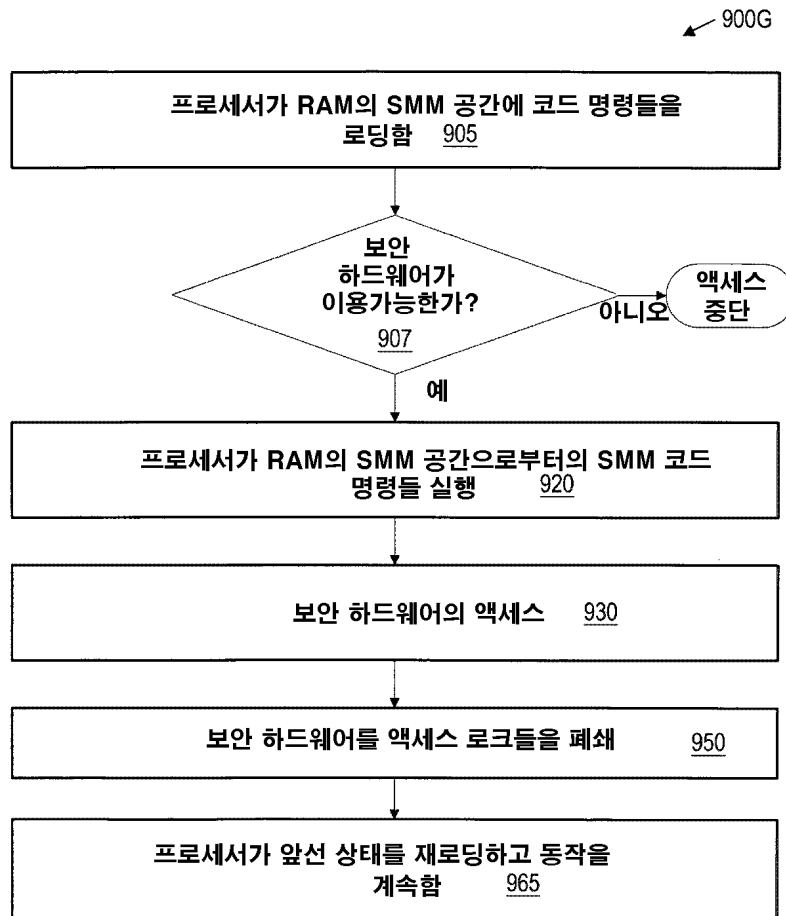 900G
프로세서가 RAM의 SMM 공간에 코드 명령들을
로딩함 905
보안
하드웨어가
이용가능한가?
907
아니오
액세스
중단
예
프로세서가 RAM의 SMM 공간으로부터의 SMM 코드
명령들 실행 920
보안 하드웨어의 액세스 930
보안 하드웨어를 액세스 로크들을 폐쇄 950
프로세서가 앞선 상태를 재로딩하고 동작을
계속함 965